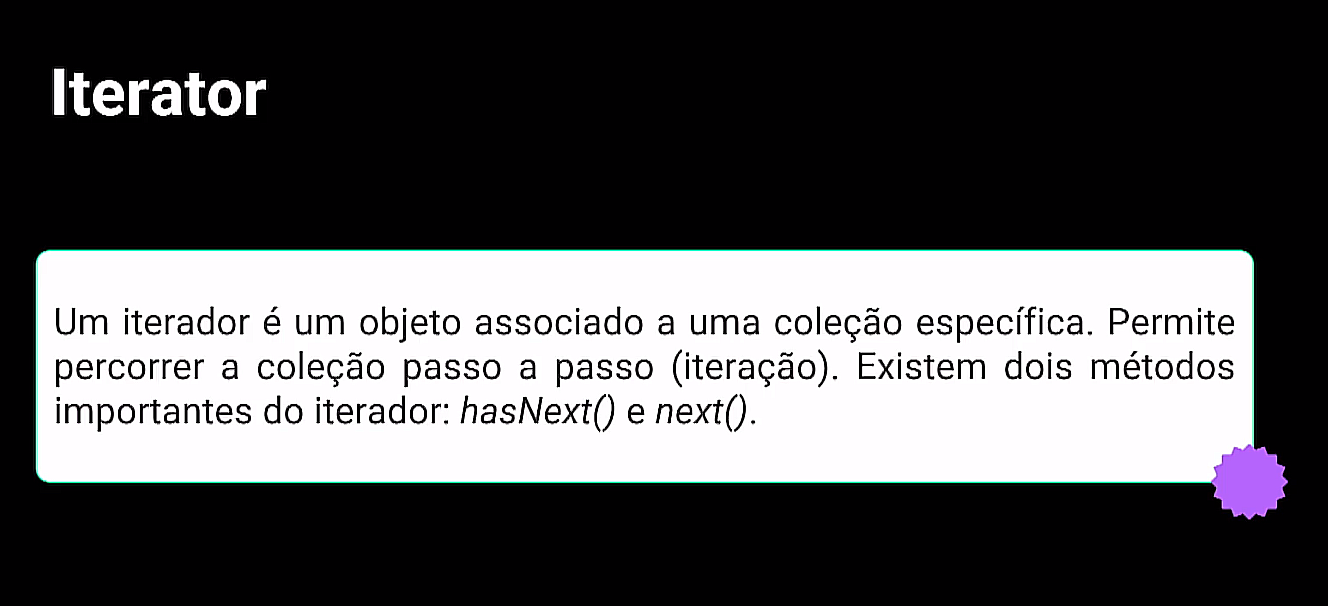 Iterator
Um iterador é um objeto associado a uma coleção específica. Permite
percorrer a coleção passo a passo (iteração). Existem dois métodos
importantes do iterador: hasNext() e next().